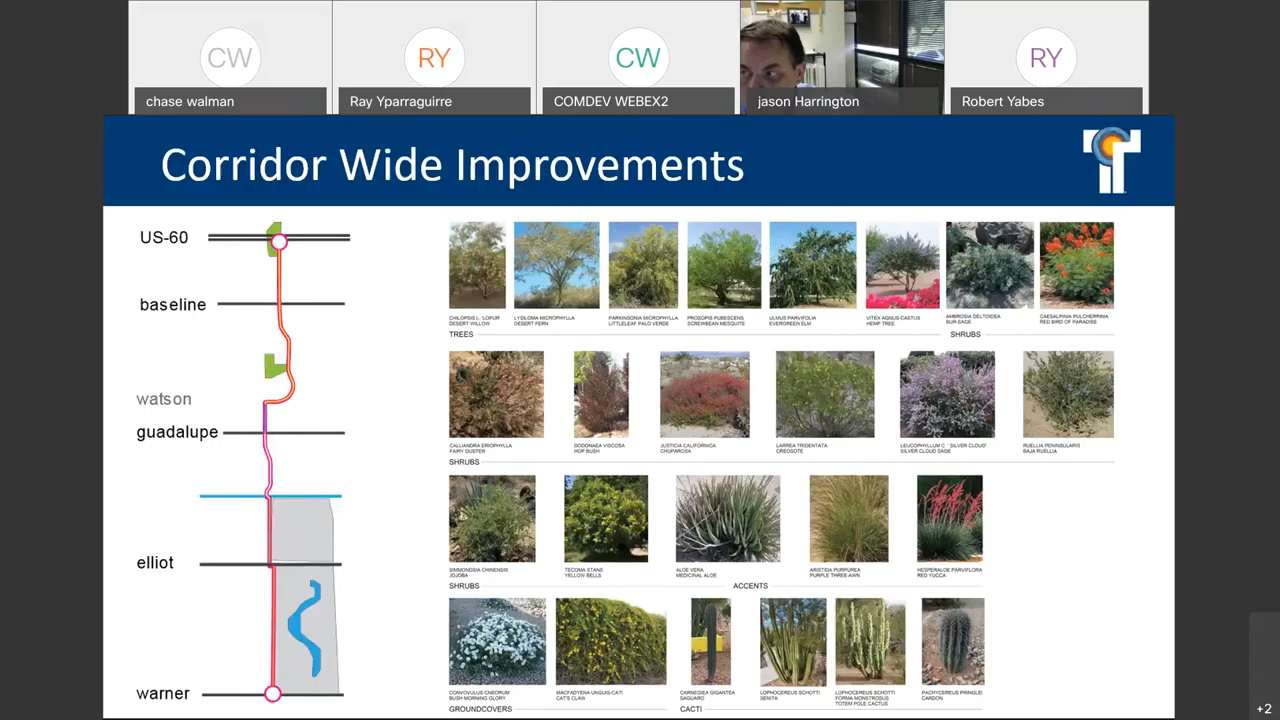 CW
RY
CW
RY
chase walman
Ray Yparraguirre
COMDEV WEBEX2
jason Harrington
Robert Yabes
Corridor Wide Improvements
US-60
baseline
watson
guadalupe
elliot
warner
CHILOPSIS L. 'LOPUR'
DESERT WILLOW
LYSILOMA MICROPHYLLA
DESERT FERN
PARKINSONIA MICROPHYLLA
LITTLELEAF PALO VERDE
PROSOPIS PUBESCENS
SCREWBEAN MESQUITE
ULMUS PARVIFOLIA
EVERGREEN ELM
VITEX AGNUS-CASTUS
HEMP TREE
AMBROSIA DELTOIDEA
BUR-SAGE
CAESALPINIA PULCHERRIMA
RED BIRD OF PARADISE
TREES
SHRUBS
CALLIANDRA ERIOPHYLLA
FAIRY DUSTER
DODONAEA VISCOSA
HOP BUSH
JUSTICIA CALIFORNICA
CHUPAROSA
LARREA TRIDENTATA
CREOSOTE
LEUCOPHYLLUM C. "SILVER CLOUD"
SILVER CLOUD SAGE
RUELLIA PENINSULARIS
BAJA RUELLIA
SHRUBS
SIMMONDSIA CHINENSIS
JOJOBA
TECOMA STANS
YELLOW BELLS
ALOE VERA
MEDICINAL ALOE
ARISTIDA PURPUREA
PURPLE THREE-AWN
HESPERALOE PARVIFLORA
RED YUCCA
SHRUBS
ACCENTS
CONVOLVULUS CNEORUM
BUSH MORNING GLORY
MACFADYENA UNGUIS-CATI
CAT'S CLAW
CARNEGIEA GIGANTEA
SAGUARO
LOPHOCEREUS SCHOTTI
SENITA
LOPHOCEREUS SCHOTTI
FORMA MONSTROSUS
TOTEM POLE CACTUS
PACHYCEREUS PRINGLEI
CARDON
GROUNDCOVERS
CACTI
+2